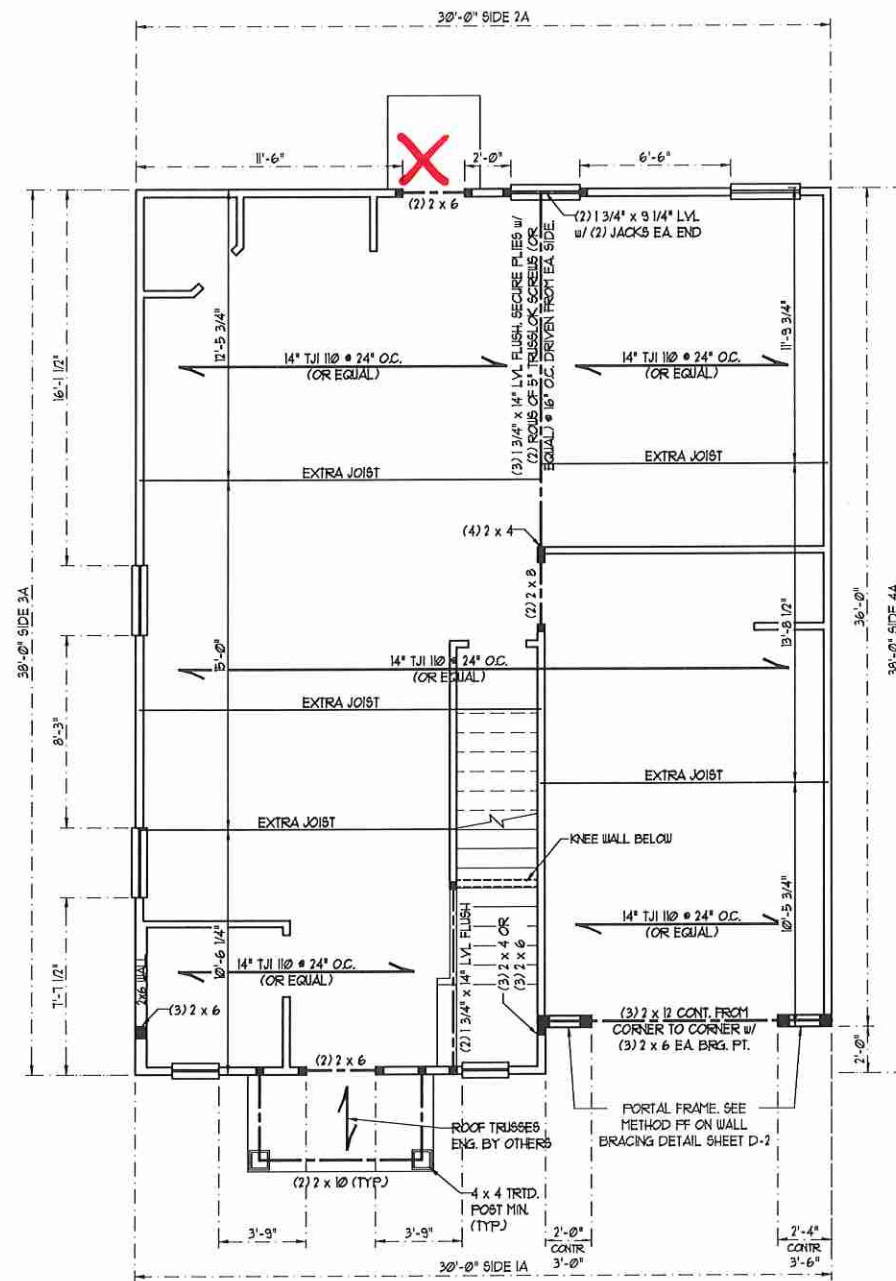 30'-0" SIDE 2A
11'-6"
2'-0"
6'-6"
(2) 2 x 6
(2) 1 3/4" x 9 1/4" LVL
w/ (2) JACKS EA. END
(3) 1 3/4" x 14" LVL FLUSH, SECURE PLIES w/
(2) ROWS OF 5" TRUSSLOK SCREWS (OR
EQUAL) @ 16" O.C. DRIVEN FROM EA. SIDE.
12'-5 3/4"
11'-9 3/4"
16'-1 1/2"
14" TJI 110 @ 24" O.C.
(OR EQUAL)
14" TJI 110 @ 24" O.C.
(OR EQUAL)
EXTRA JOIST
EXTRA JOIST
(4) 2 x 4
(2) 2 x 8
38'-0" SIDE 3A
36'-0"
38'-0" SIDE 4A
15'-0"
13'-8 1/2"
14" TJI 110 @ 24" O.C.
(OR EQUAL)
8'-3"
EXTRA JOIST
EXTRA JOIST
EXTRA JOIST
KNEE WALL BELOW
10'-6 1/4"
10'-5 3/4"
14" TJI 110 @ 24" O.C.
(OR EQUAL)
7'-7 1/2"
2x6 WALL
14" TJI 110 @ 24" O.C.
(OR EQUAL)
(3) 2 x 6
(2) 1 3/4" x 14" LVL FLUSH
(3) 2 x 4 OR
(3) 2 x 6
(3) 2 x 12 CONT. FROM
CORNER TO CORNER w/
(3) 2 x 6 EA. BRG. PT.
2'-0"
(2) 2 x 6
ROOF TRUSSES
ENG. BY OTHERS
PORTAL FRAME. SEE
METHOD PF ON WALL
BRACING DETAIL SHEET D-2
(2) 2 x 10 (TYP.)
4 x 4 TRTD.
POST MIN.
(TYP.)
3'-9"
3'-9"
2'-0"
CONTR
3'-0"
2'-4"
CONTR
3'-6"
30'-0" SIDE 1A